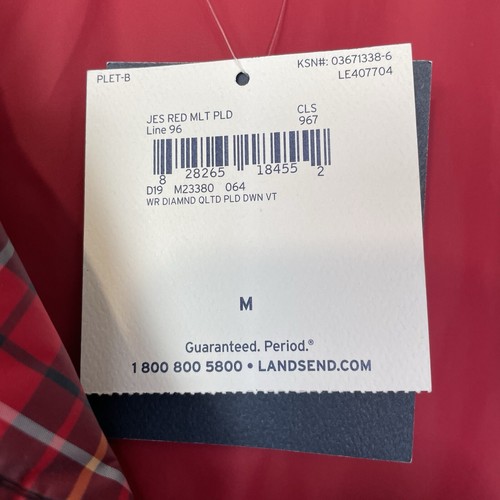 PLET-B
KSN#: 03671338-6
LE407704
JES RED MLT PLD
CLS
Line 96
967
8 28265 18455 2
D19 M23380 064
WR DIAMND QLTD PLD DWN VT
M
Guaranteed. Period.®
1 800 800 5800 • LANDSEND.COM